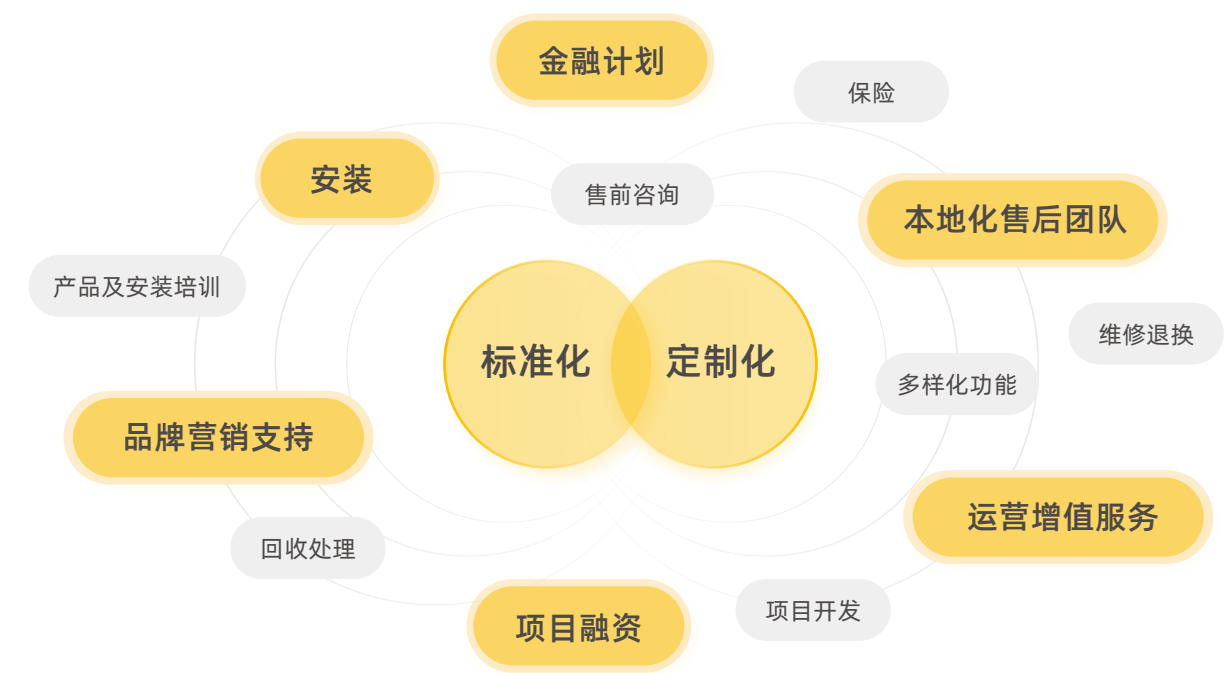 金融计划
保险
安装
售前咨询
本地化售后团队
产品及安装培训
维修退换
标准化
定制化
多样化功能
品牌营销支持
运营增值服务
回收处理
项目融资
项目开发